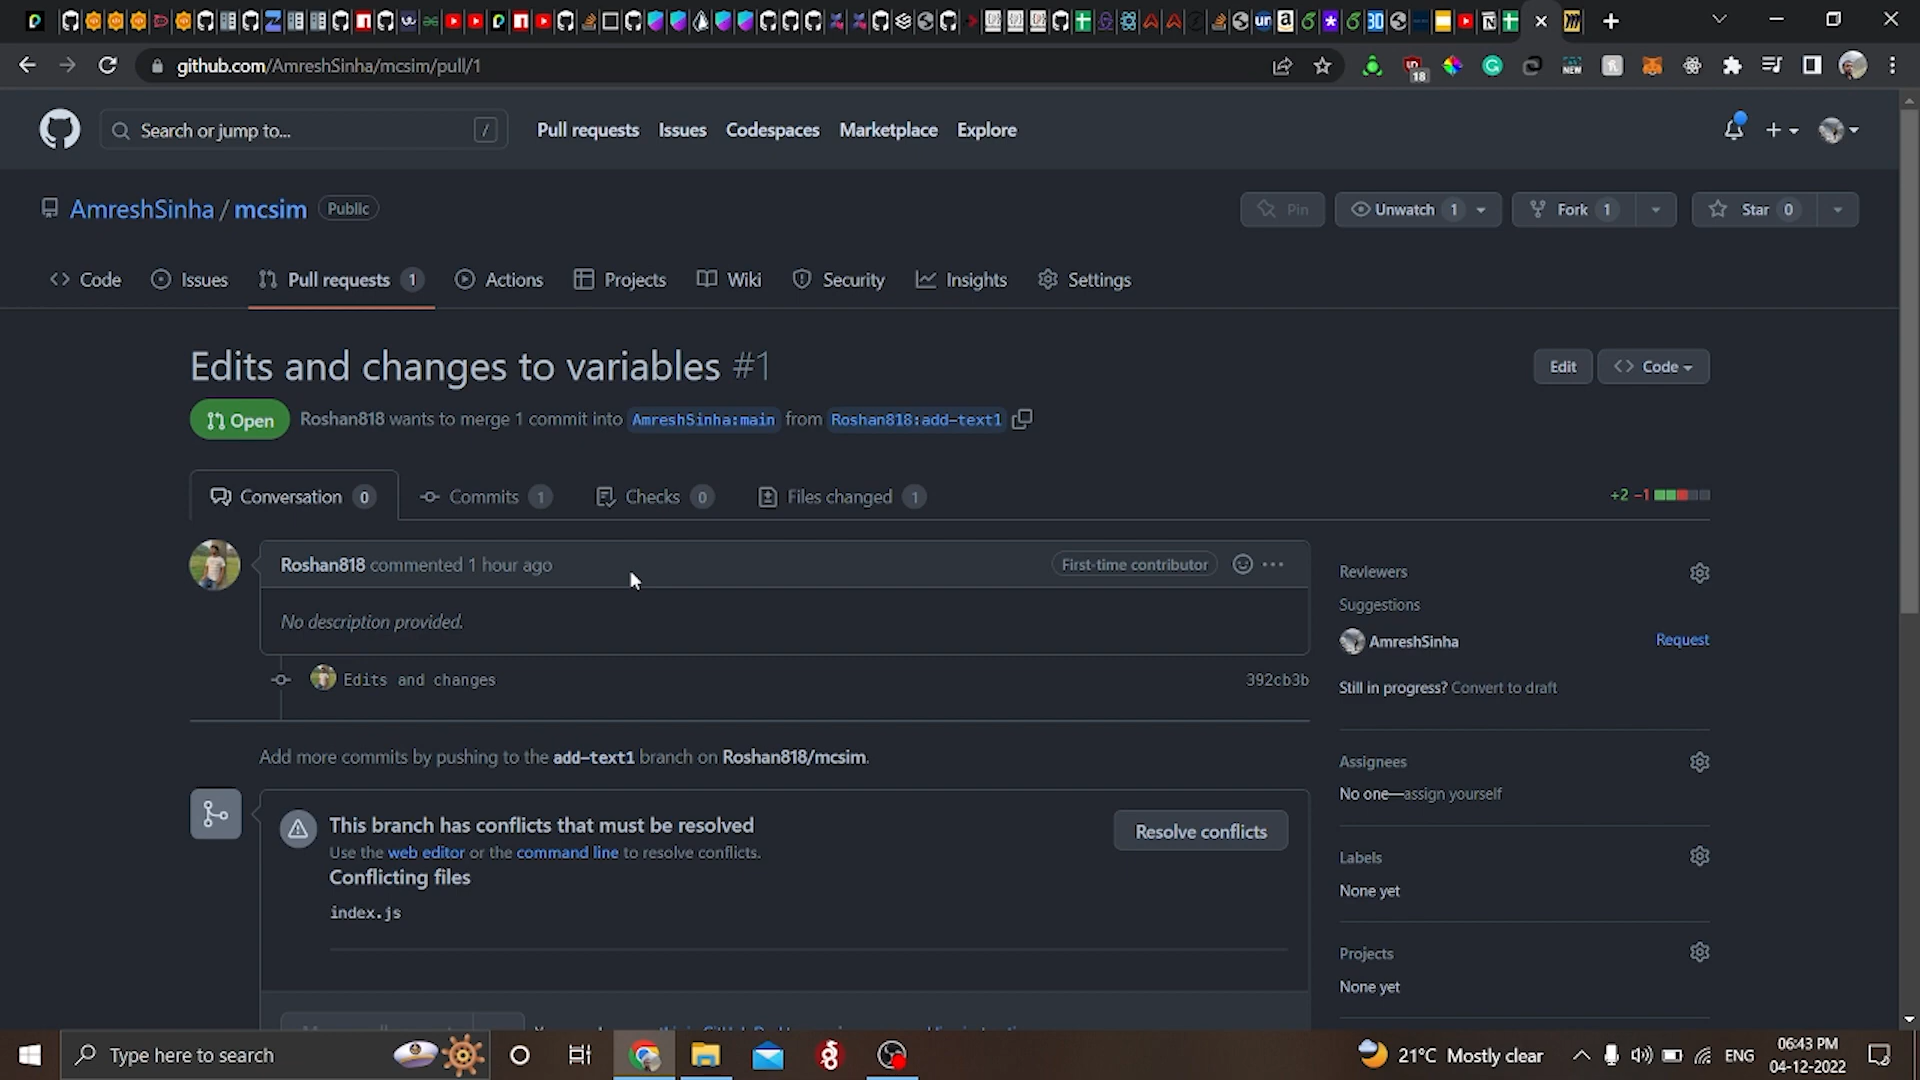 github.com/AmreshSinha/mcsim/pull/1
18
NEW
Search or jump to...
/
Pull requests
Issues
Codespaces
Marketplace
Explore
AmreshSinha / mcsim
Public
Pin
Unwatch 1
Fork 1
Star 0
Code
Issues
Pull requests 1
Actions
Projects
Wiki
Security
Insights
Settings
Edits and changes to variables #1
Edit
Code
Open
Roshan818 wants to merge 1 commit into AmreshSinha:main from Roshan818:add-text1
Conversation 0
Commits 1
Checks 0
Files changed 1
+2 −1
Roshan818 commented 1 hour ago
First-time contributor
No description provided.
Edits and changes
392cb3b
Add more commits by pushing to the add-text1 branch on Roshan818/mcsim.
This branch has conflicts that must be resolved
Use the web editor or the command line to resolve conflicts.
Resolve conflicts
Conflicting files
index.js
Reviewers
Suggestions
AmreshSinha
Request
Still in progress? Convert to draft
Assignees
No one—assign yourself
Labels
None yet
Projects
None yet
Type here to search
21°C Mostly clear
ENG
06:43 PM
04-12-2022